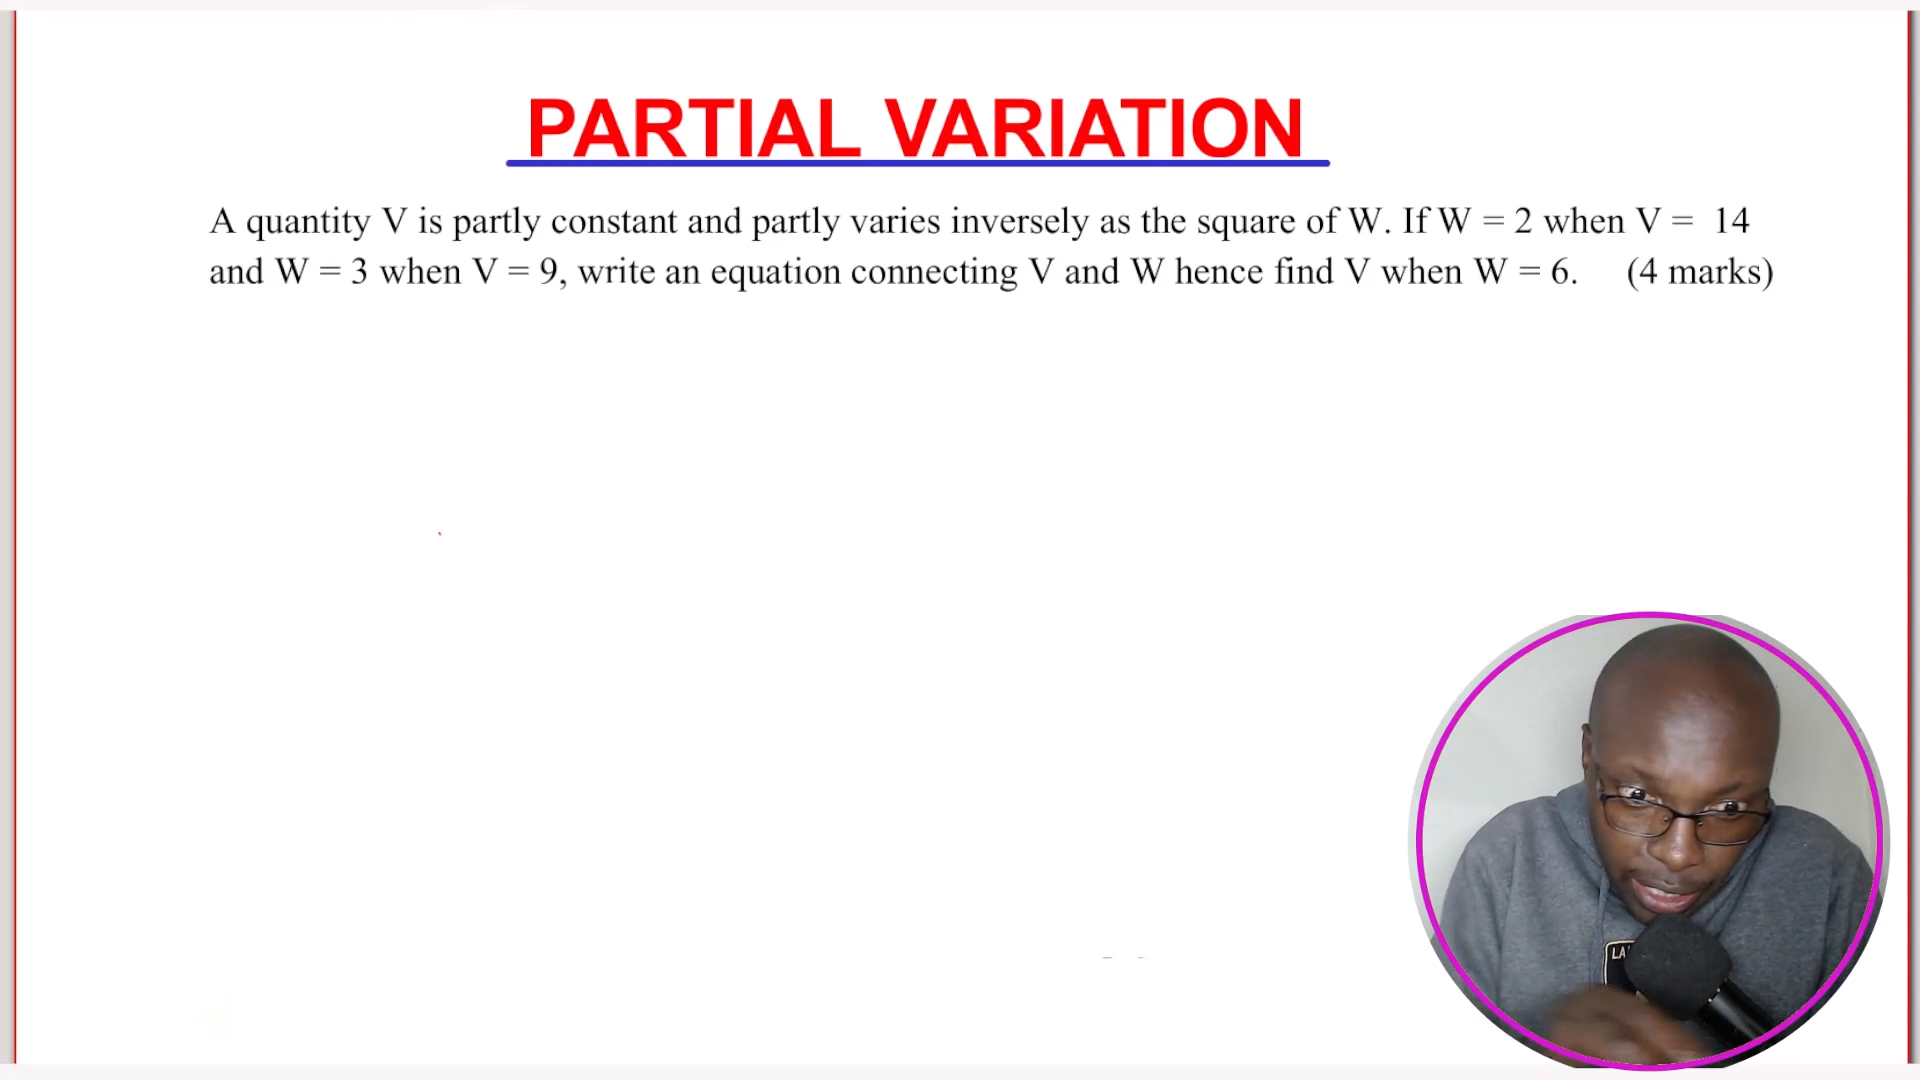 PARTIAL VARIATION
A quantity V is partly constant and partly varies inversely as the square of W. If W = 2 when V = 14
and W = 3 when V = 9, write an equation connecting V and W hence find V when W = 6. (4 marks)